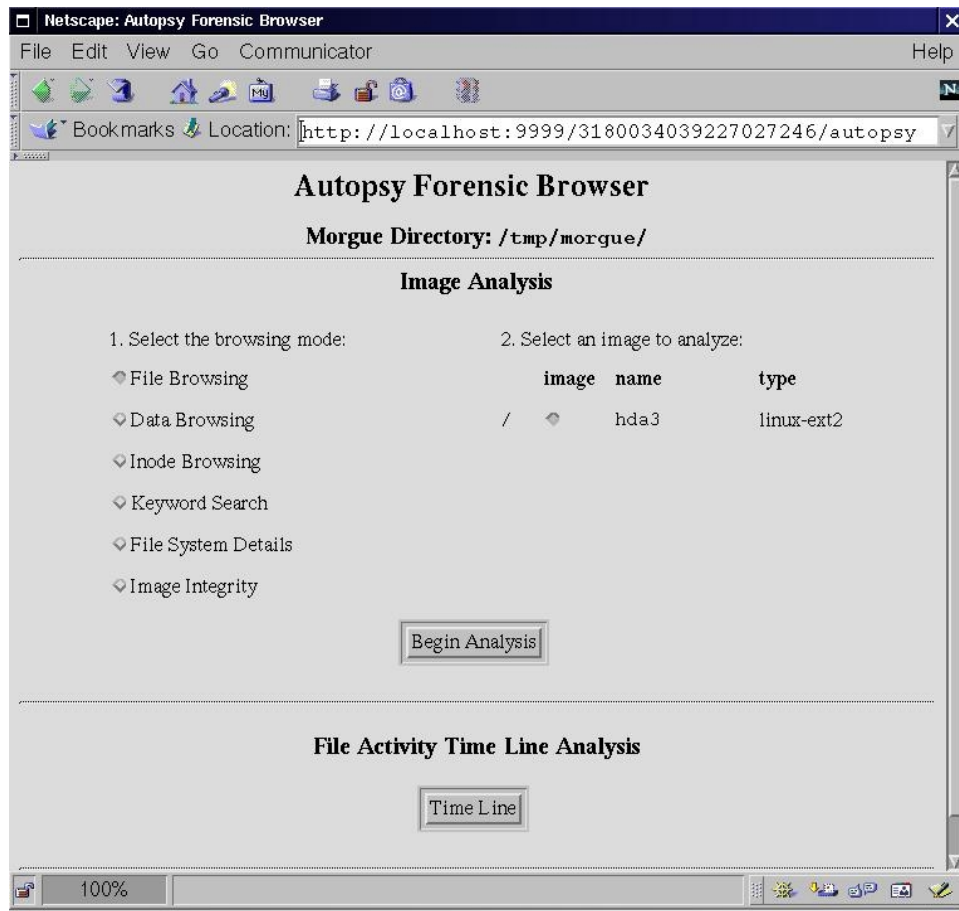 Netscape: Autopsy Forensic Browser
File Edit View Go Communicator Help
My N
Bookmarks Location: http://localhost:9999/3180034039227027246/autopsy
Autopsy Forensic Browser
Morgue Directory: /tmp/morgue/
Image Analysis
1. Select the browsing mode:
2. Select an image to analyze:
File Browsing
image name type
Data Browsing
/ hda3 linux-ext2
Inode Browsing
Keyword Search
File System Details
Image Integrity
Begin Analysis
File Activity Time Line Analysis
Time Line
100%